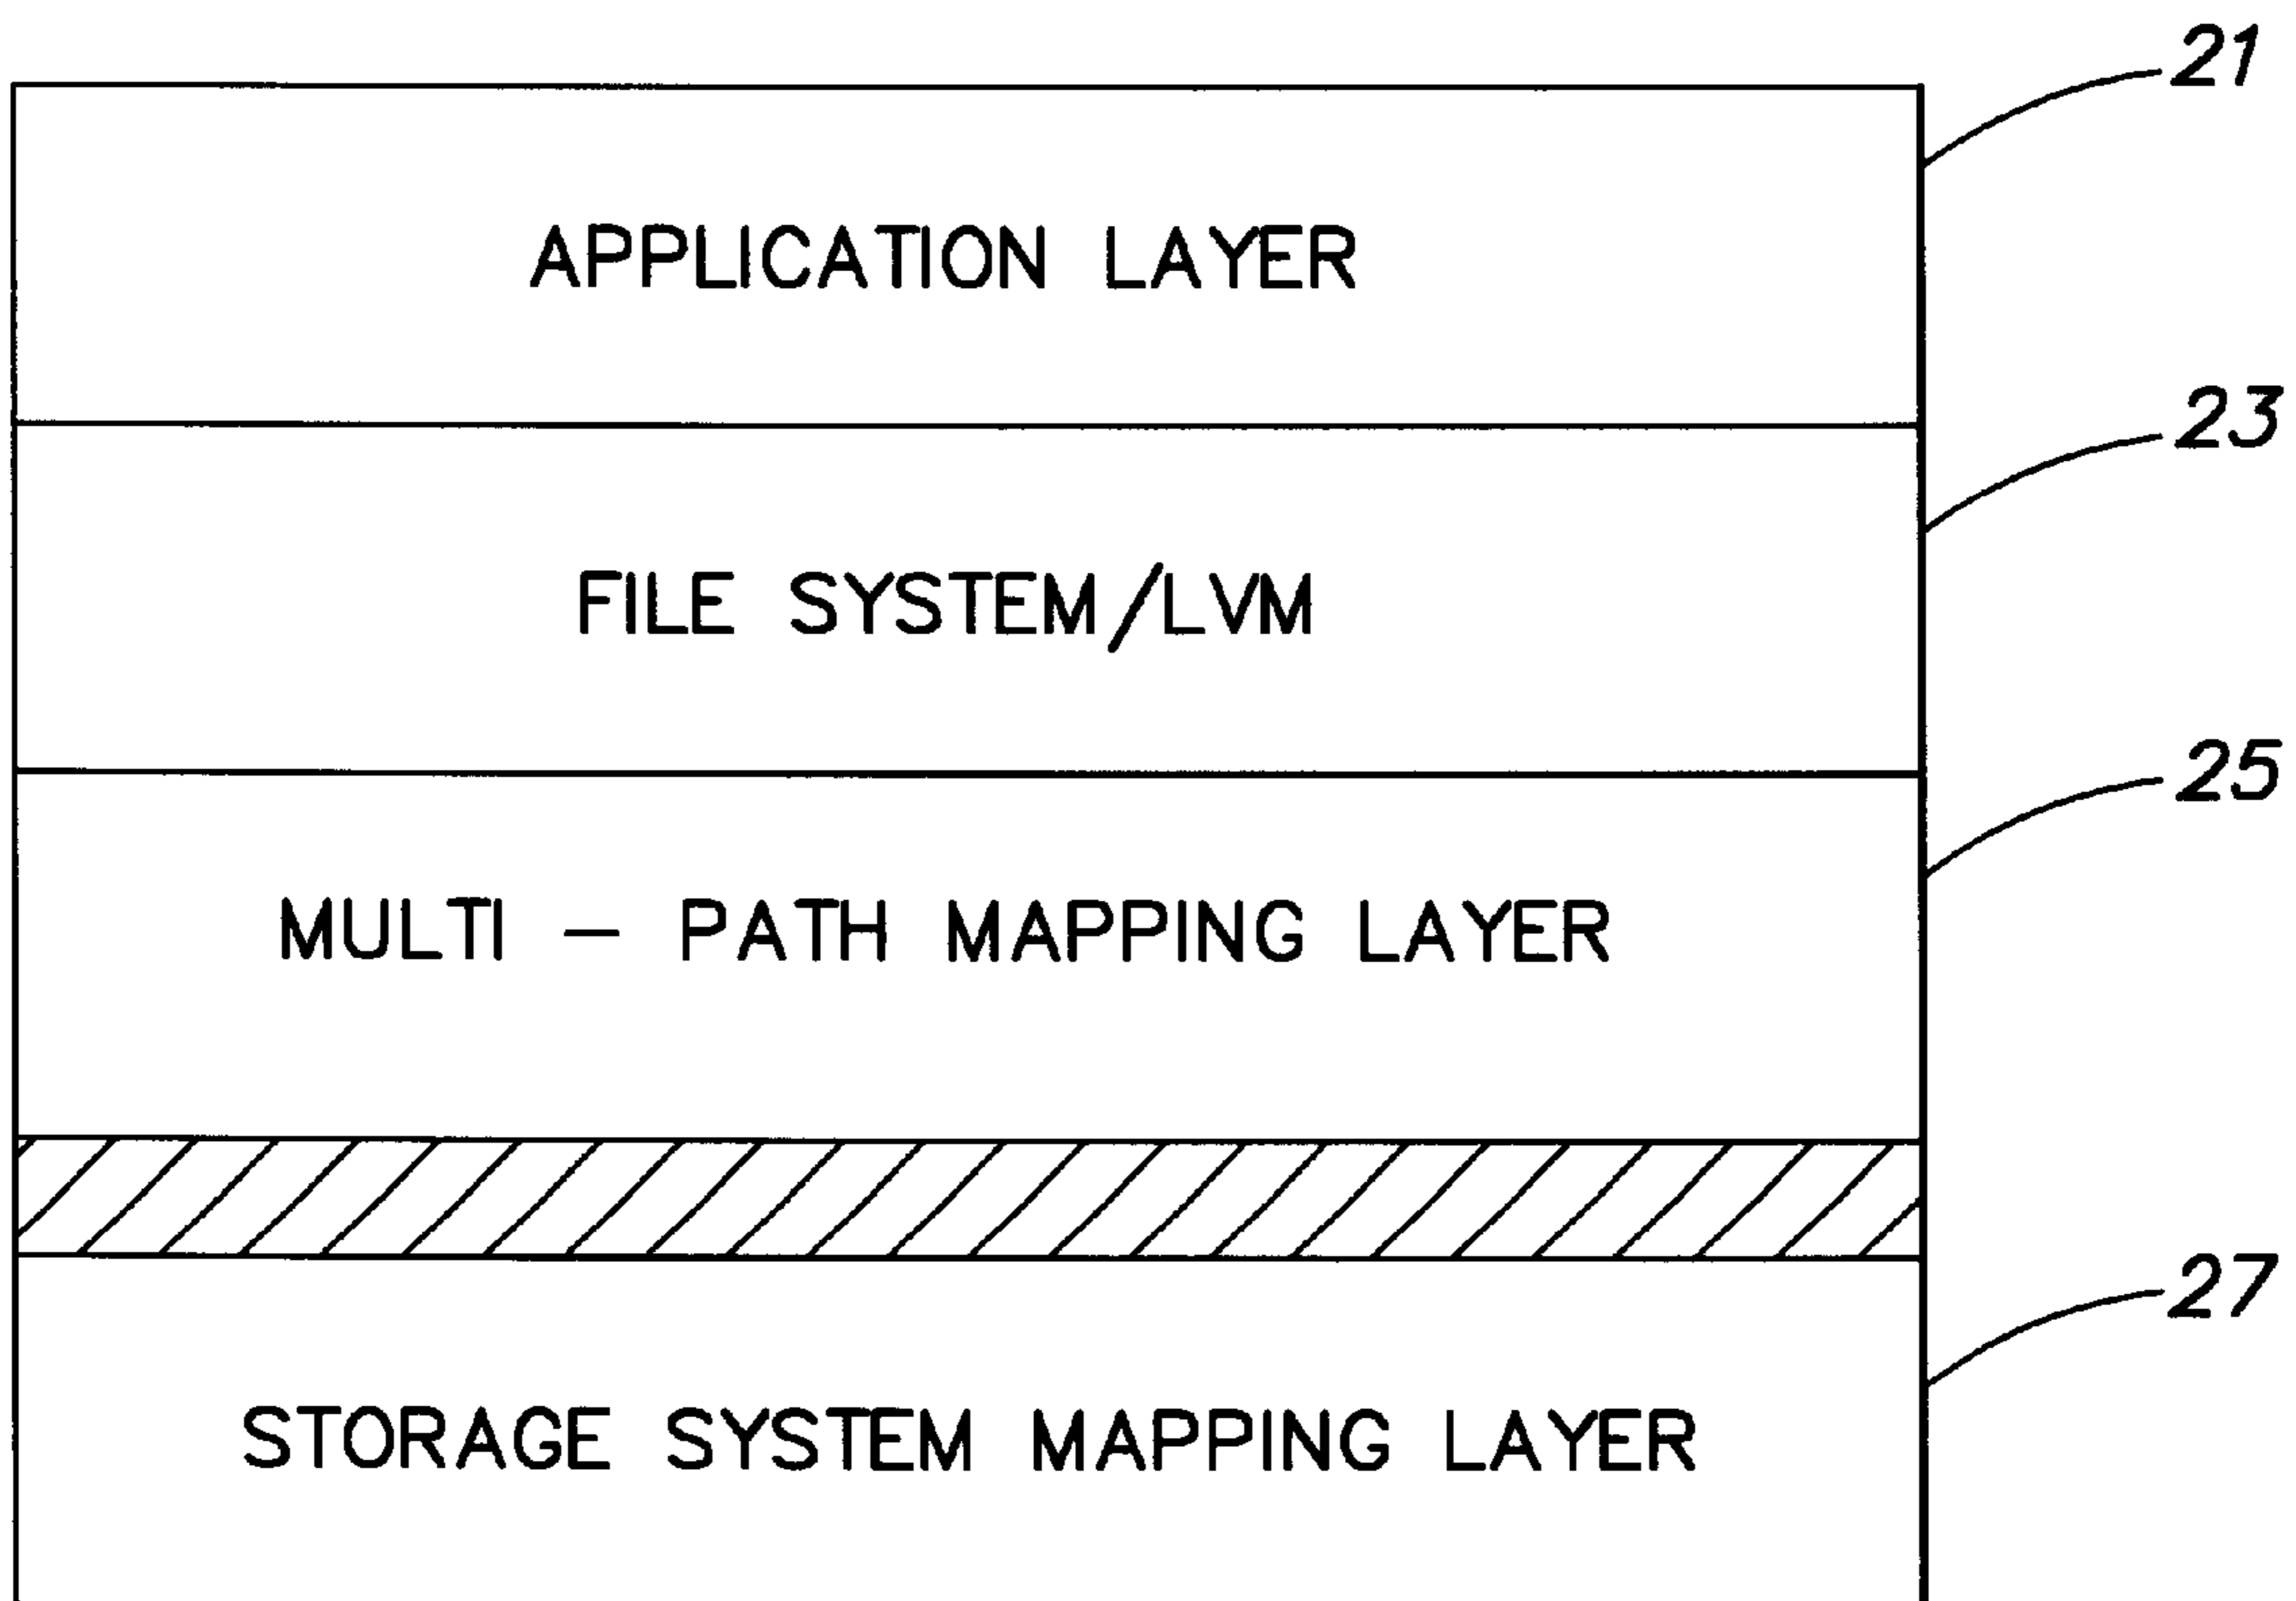 21
APPLICATION LAYER
23
FILE SYSTEM/LVM
25
MULTI - PATH MAPPING LAYER
27
STORAGE SYSTEM MAPPING LAYER